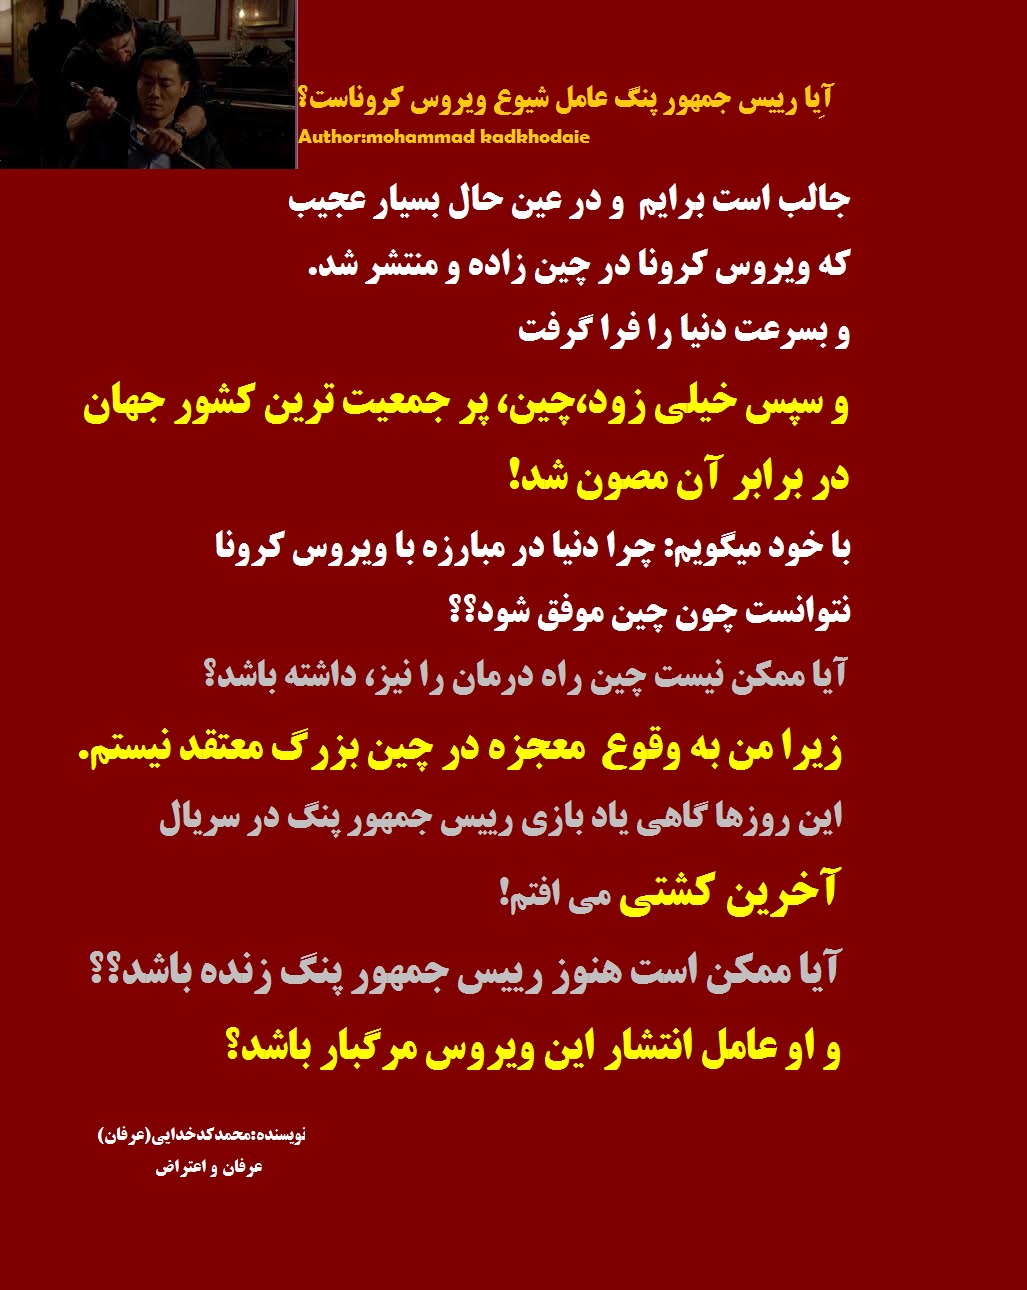 آِیا رییس جمهور پنگ عامل شیوع ویروس کروناست؟
Author:mohammad kadkhodaie
جالب است برایم و در عین حال بسیار عجیب
که ویروس کرونا در چین زاده و منتشر شد.
و بسرعت دنیا را فرا گرفت
و سپس خیلی زود،چین، پر جمعیت ترین کشور جهان
در برابر آن مصون شد!
با خود میگویم: چرا دنیا در مبارزه با ویروس کرونا
نتوانست چون چین موفق شود؟؟
آیا ممکن نیست چین راه درمان را نیز، داشته باشد؟
زیرا من به وقوع معجزه در چین بزرگ معتقد نیستم.
این روزها گاهی یاد بازی رییس جمهور پنگ در سریال
آخرین کشتی می افتم!
آیا ممکن است هنوز رییس جمهور پنگ زنده باشد؟؟
و او عامل انتشار این ویروس مرگبار باشد؟
نویسنده:محمدکدخدایی(عرفان)
عرفان و اعتراض